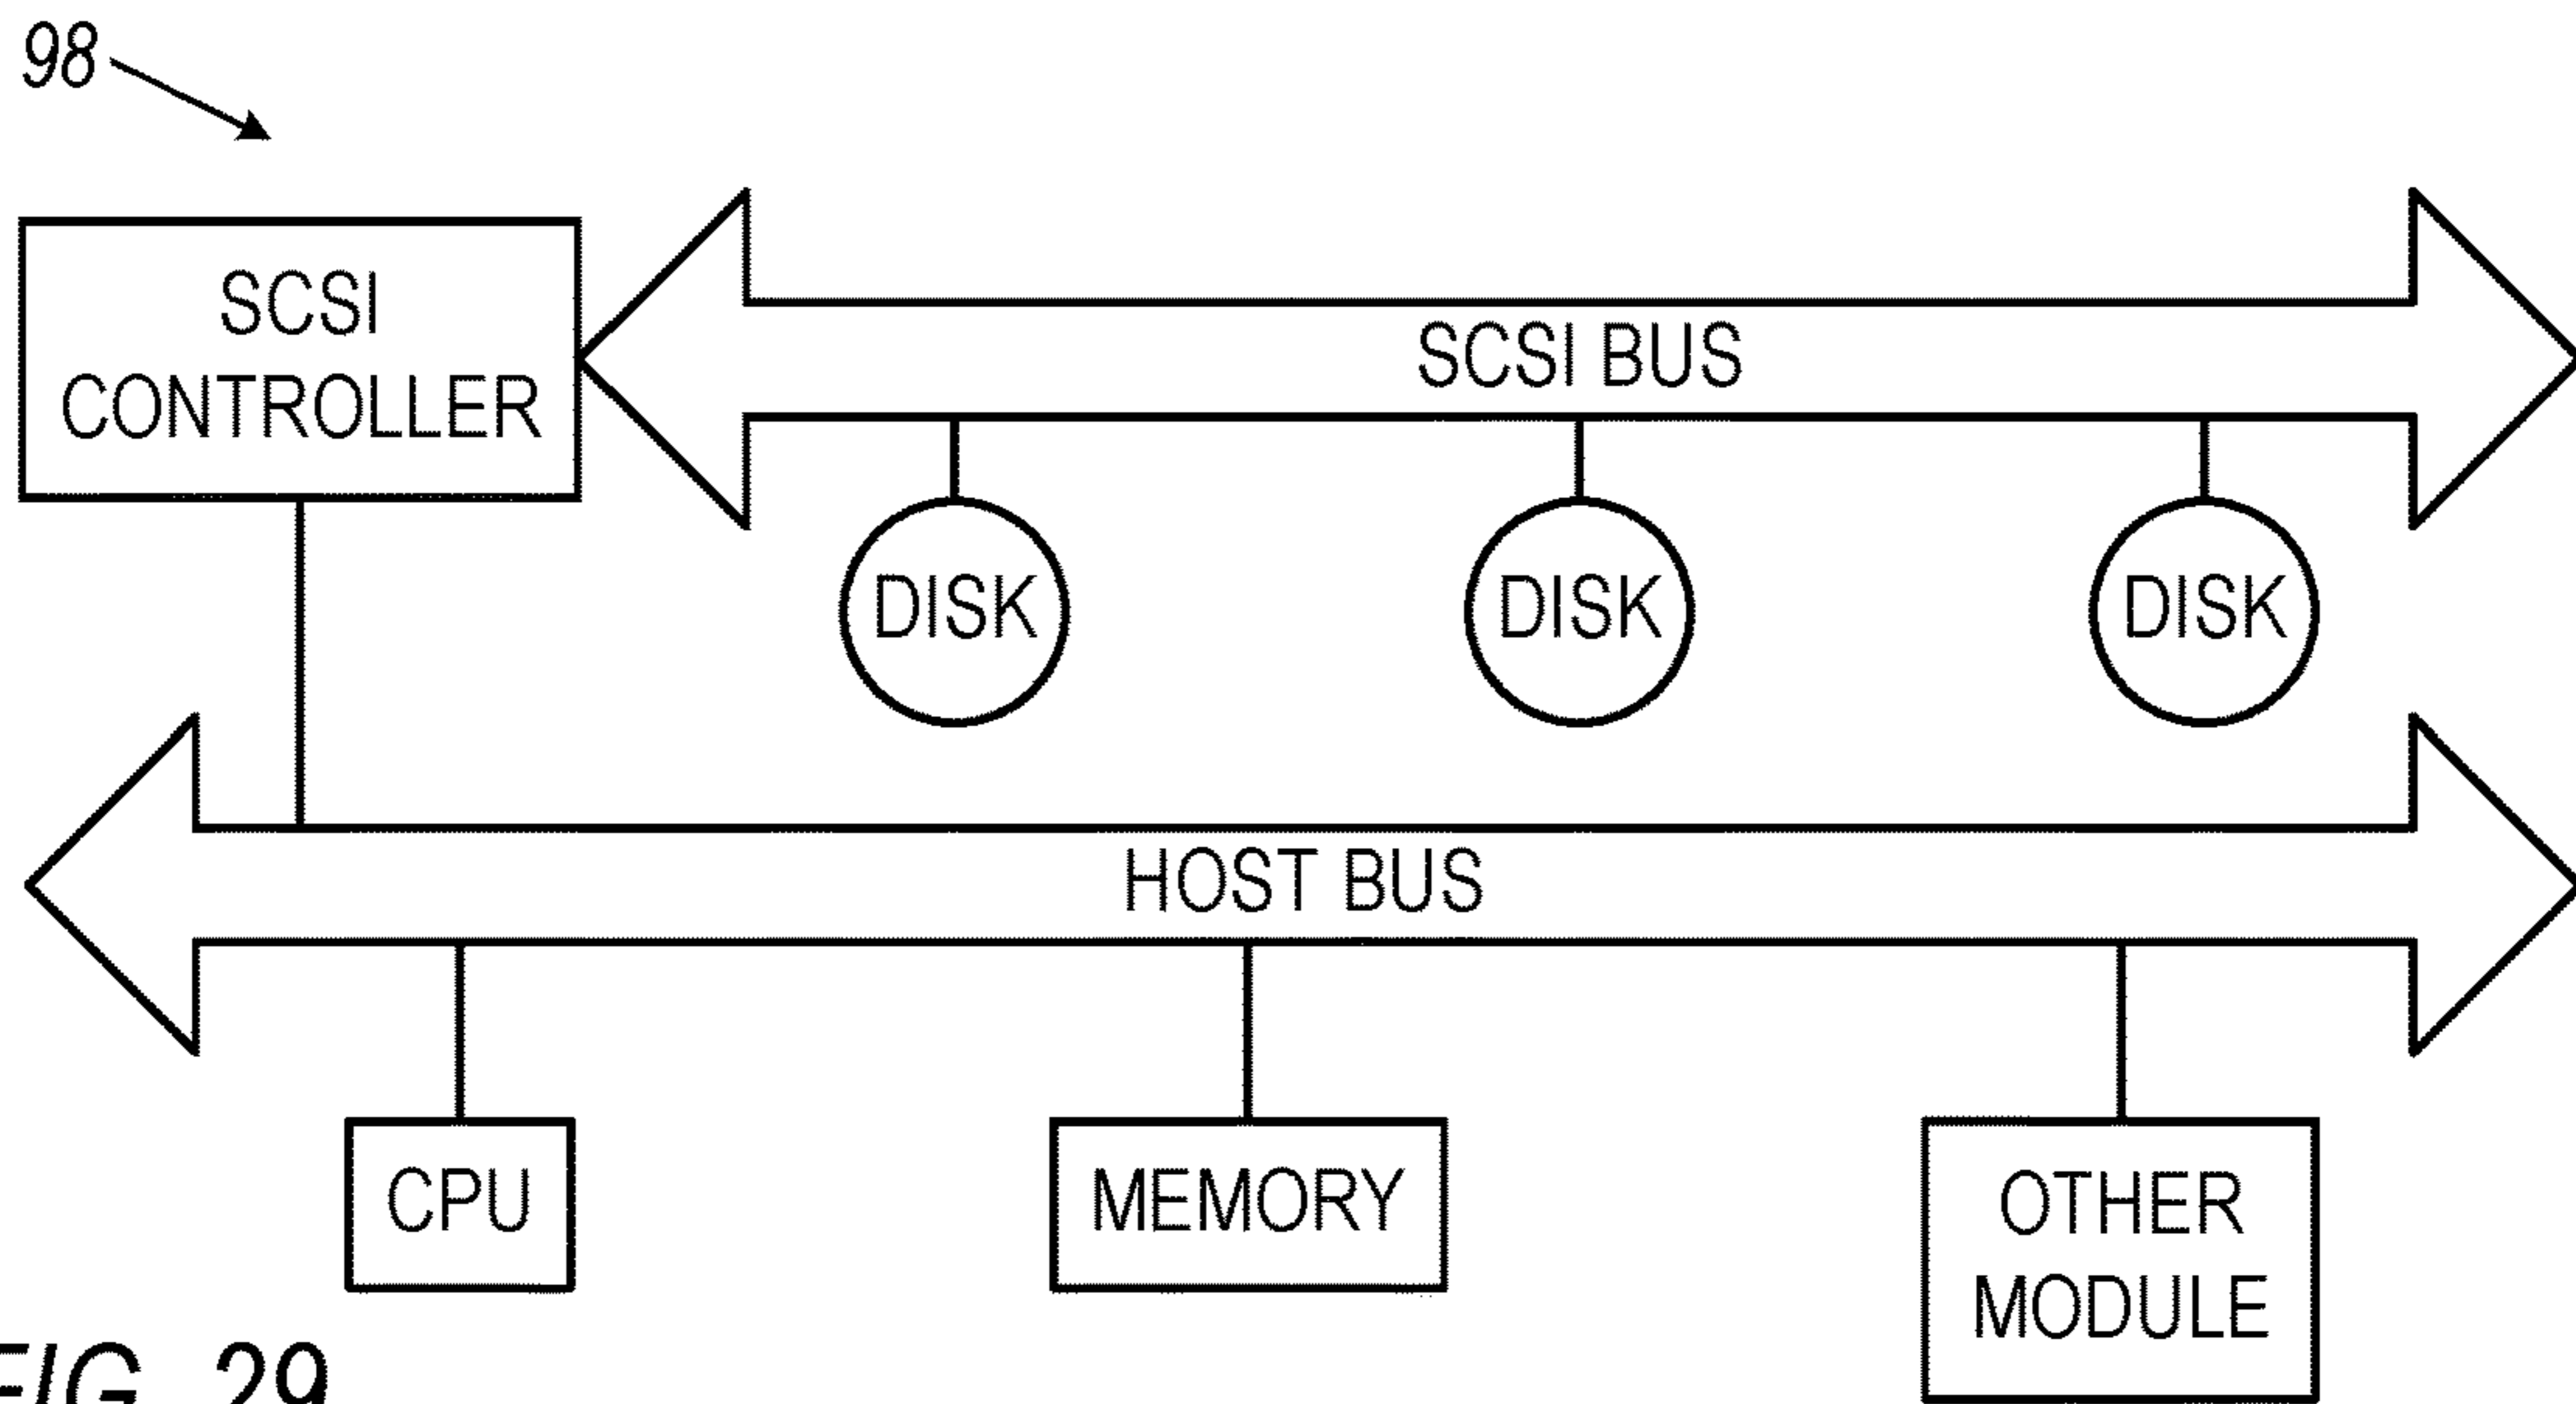 98
SCSI
CONTROLLER
SCSI BUS
DISK
DISK
DISK
HOST BUS
CPU
MEMORY
OTHER
MODULE
FIG. 29